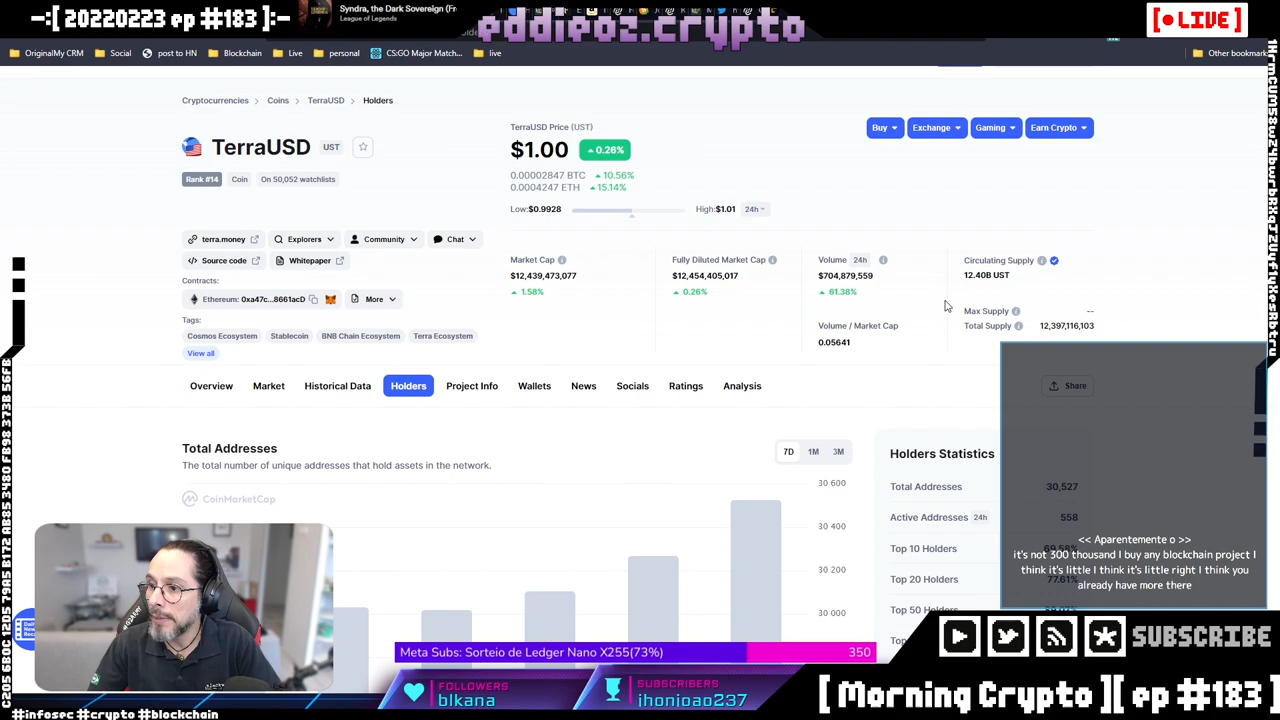 —:[ 20220223 ep #183 ]:—
Syndra, the Dark Sovereign (Fr
League of Legends
eddieoz.crypto
[● LIVE]
OriginalMy CRM
Social
post to HN
Blockchain
Live
personal
CS:GO Major Match...
live
Other bookmark
Cryptocurrencies > Coins > TerraUSD > Holders
TerraUSD UST
Rank #14 Coin On 50,052 watchlists
terra.money Explorers Community Chat
Source code Whitepaper
Contracts:
Ethereum: 0xa47c...8661acD More
Tags:
Cosmos Ecosystem Stablecoin BNB Chain Ecosystem Terra Ecosystem
View all
TerraUSD Price (UST)
$1.00 0.26%
0.00002847 BTC 10.56%
0.0004247 ETH 15.14%
Low: $0.9928 High: $1.01 24h
Buy Exchange Gaming Earn Crypto
Market Cap
$12,439,473,077
1.58%
Fully Diluted Market Cap
$12,454,405,017
0.26%
Volume 24h
$704,879,559
61.38%
Volume / Market Cap
0.05641
Circulating Supply
12.40B UST
Max Supply --
Total Supply 12,397,116,103
Overview Market Historical Data Holders Project Info Wallets News Socials Ratings Analysis
Share
Total Addresses
The total number of unique addresses that hold assets in the network.
7D 1M 3M
CoinMarketCap
30 600
30 400
30 200
30 000
Holders Statistics
Total Addresses 30,527
Active Addresses 24h 558
Top 10 Holders 69.58%
Top 20 Holders 77.61%
Top 50 Holders
<< Aparentemente o >>
it's not 300 thousand I buy any blockchain project I
think it's little I think it's little right I think you
already have more there
Meta Subs: Sorteio de Ledger Nano X255(73%) 350
FOLLOWERS
blkana
SUBSCRIBERS
ihonjoao237
SUBSCRIBE
[ Morning Crypto ][ ep #183 ]
#infosec #crypto #blockchain